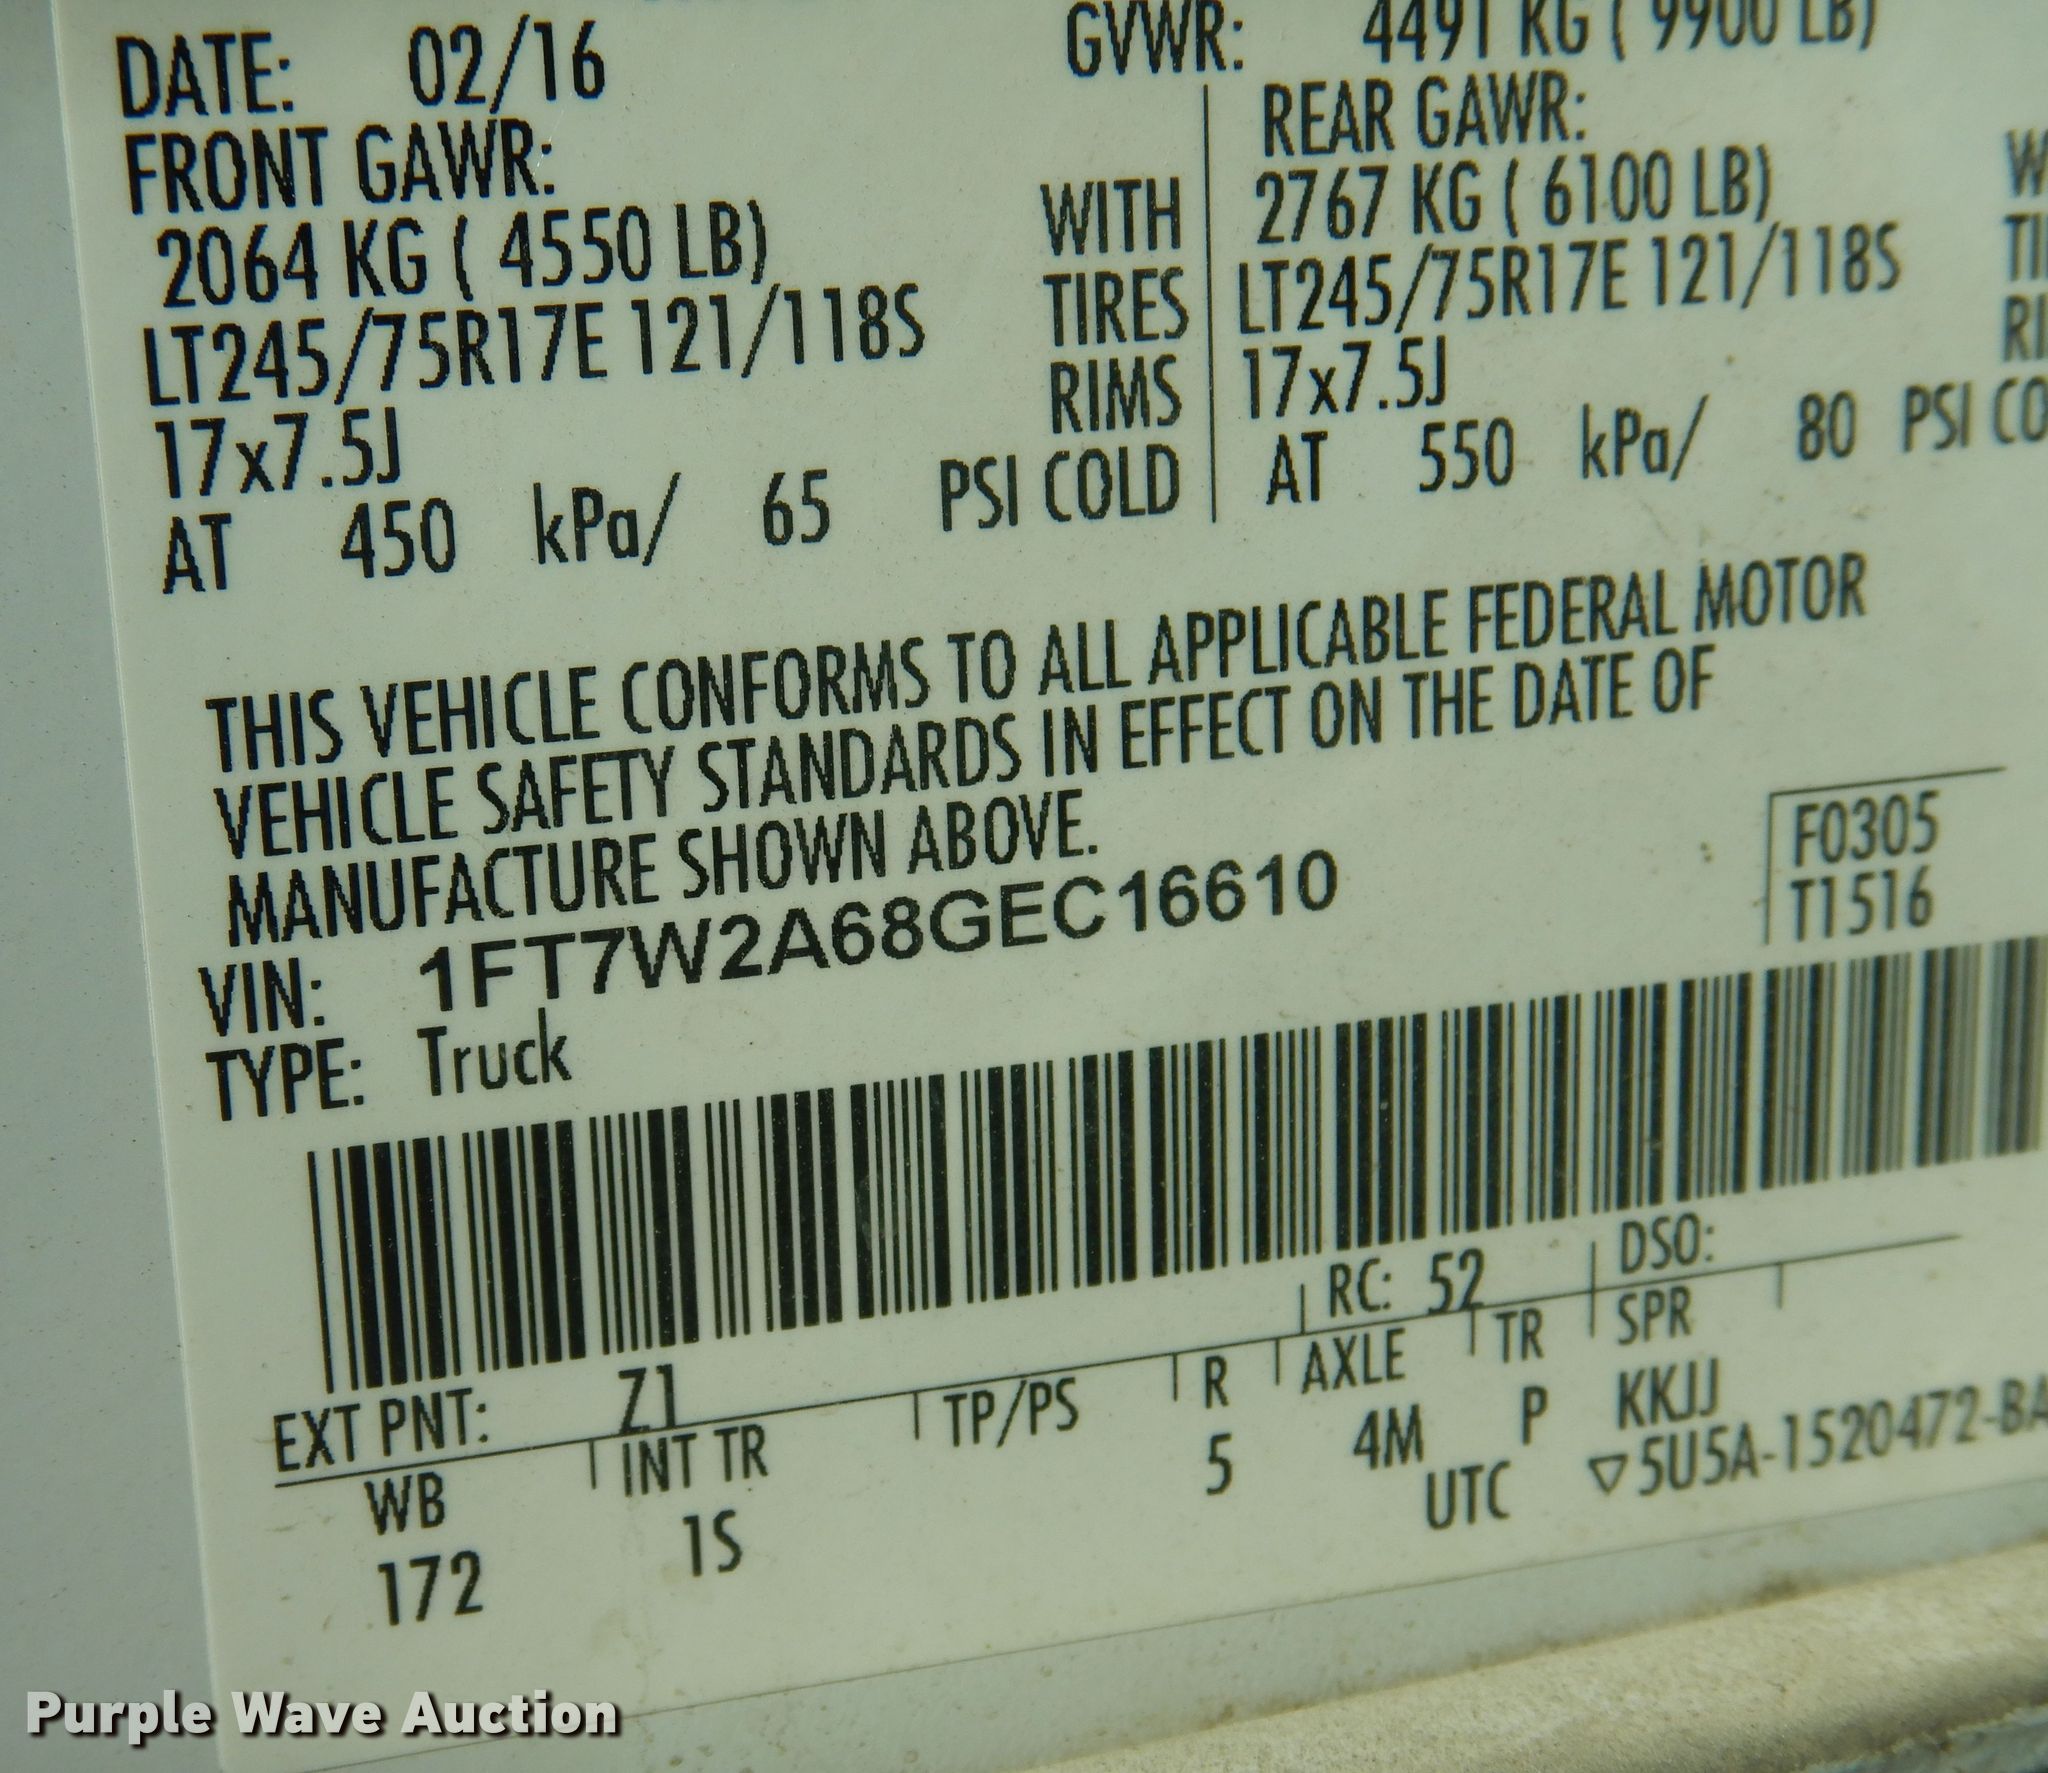 DATE: 02/16 GVWR: 4491 KG ( 9900 LB)
FRONT GAWR: REAR GAWR:
2064 KG ( 4550 LB) WITH 2767 KG ( 6100 LB)
LT245/75R17E 121/118S TIRES LT245/75R17E 121/118S
17x7.5J RIMS 17x7.5J
AT 450 kPa/ 65 PSI COLD AT 550 kPa/ 80 PSI CO
THIS VEHICLE CONFORMS TO ALL APPLICABLE FEDERAL MOTOR
VEHICLE SAFETY STANDARDS IN EFFECT ON THE DATE OF
MANUFACTURE SHOWN ABOVE.
VIN: 1FT7W2A68GEC16610
TYPE: Truck
F0305
T1516
EXT PNT: Z1 RC: 52 DSO:
WB INT TR TP/PS R AXLE TR SPR
172 1S 5 4M P KKJJ
UTC ▽5U5A-1520472-BA
Purple Wave Auction